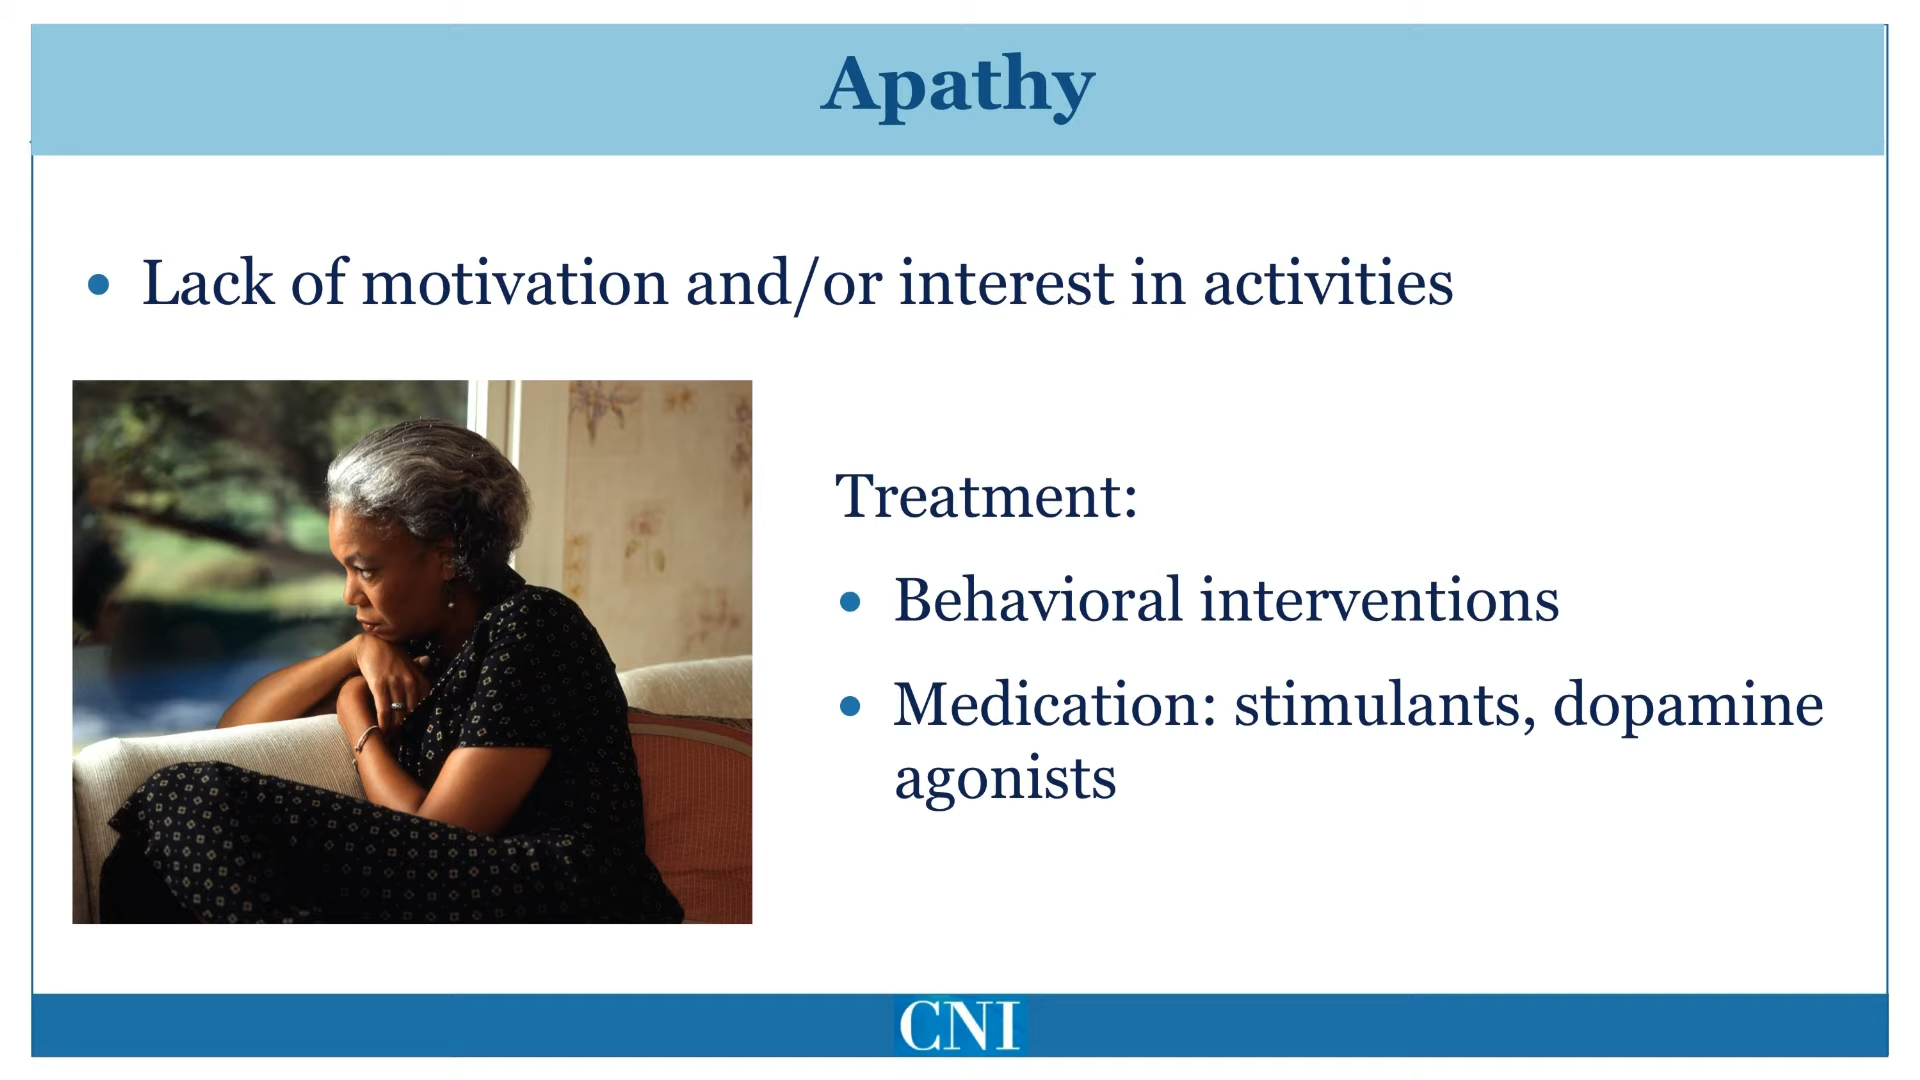 Apathy
• Lack of motivation and/or interest in activities
Treatment:
• Behavioral interventions
• Medication: stimulants, dopamine
agonists
CNI